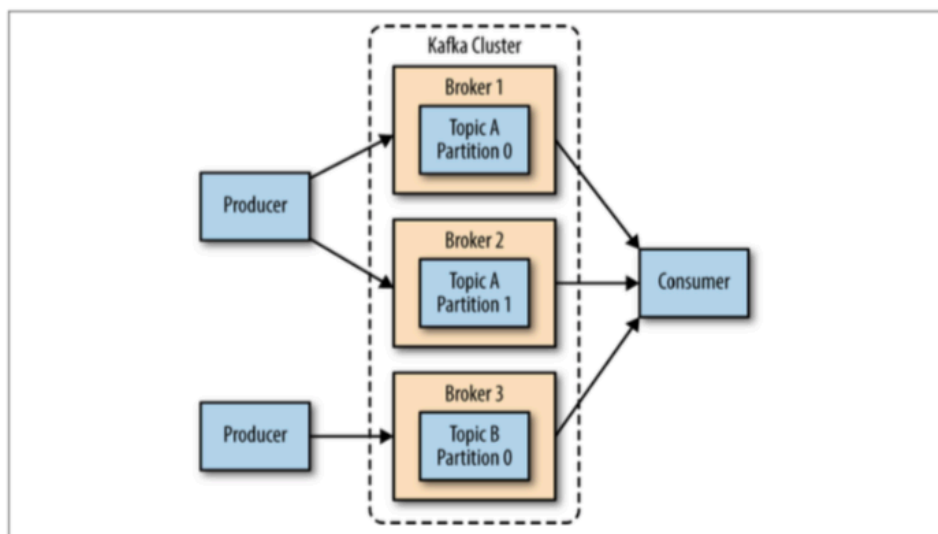 Kafka Cluster
Broker 1
Topic A
Partition 0
Producer
Broker 2
Topic A
Partition 1
Consumer
Broker 3
Producer
Topic B
Partition 0